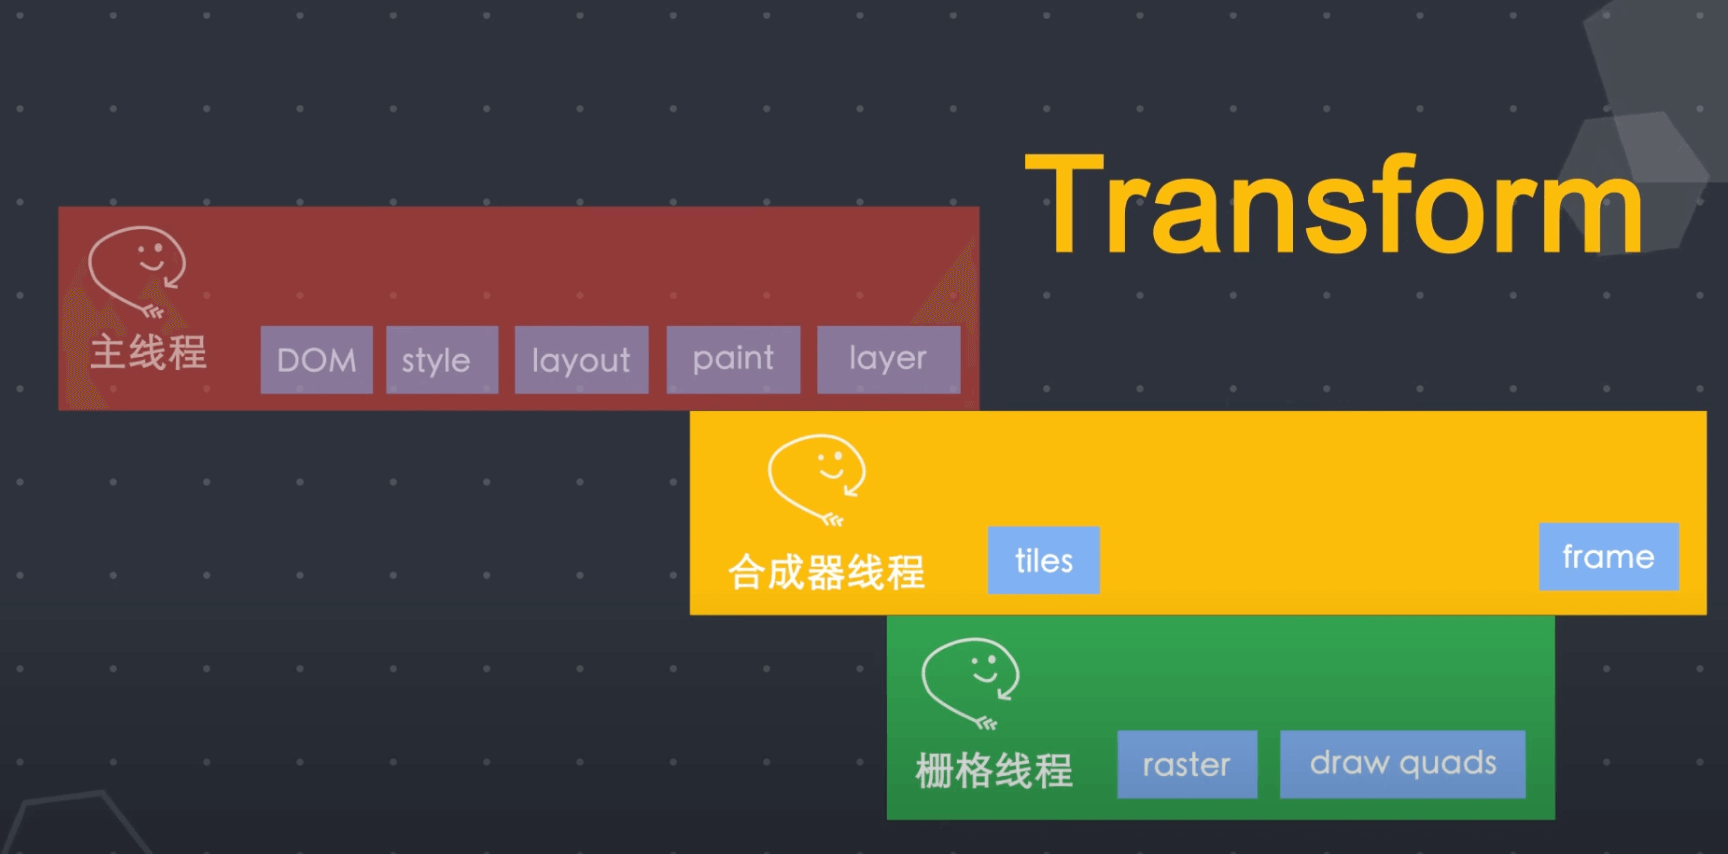 Transform
主线程
DOM
style
layout
paint
layer
合成器线程
tiles
frame
栅格线程
raster
draw quads